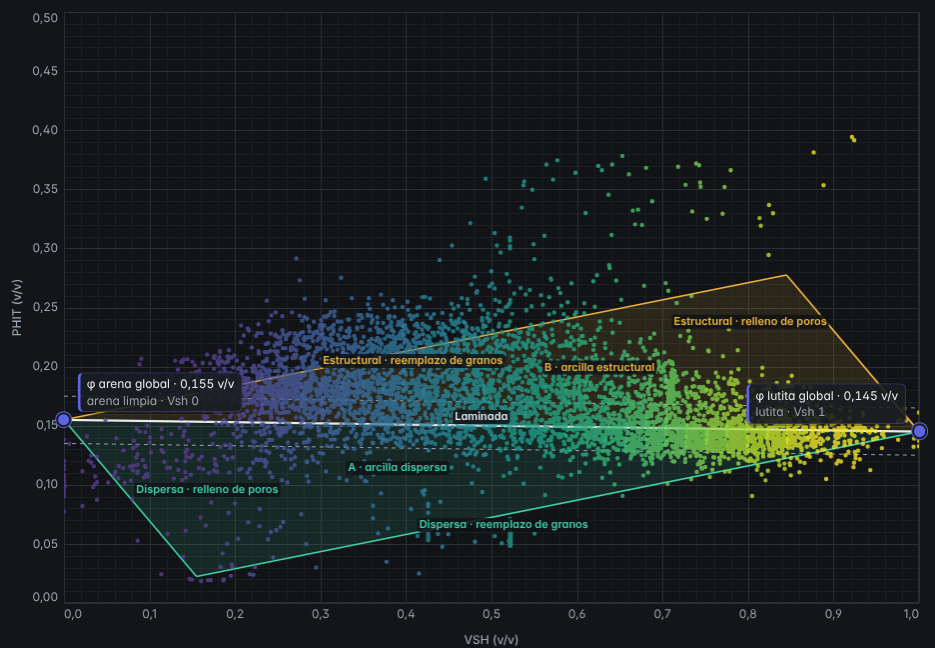 0,50
0,45
0,40
0,35
0,30
0,25
0,20
0,15
0,10
0,05
0,00
PHIT (v/v)
Estructural · relleno de poros
Estructural · reemplazo de granos
B · arcilla estructural
φ arena global · 0,155 v/v
arena limpia · Vsh 0
φ lutita global · 0,145 v/v
lutita · Vsh 1
Laminada
A · arcilla dispersa
Dispersa · relleno de poros
Dispersa · reemplazo de granos
0,0
0,1
0,2
0,3
0,4
0,5
0,6
0,7
0,8
0,9
1,0
VSH (v/v)